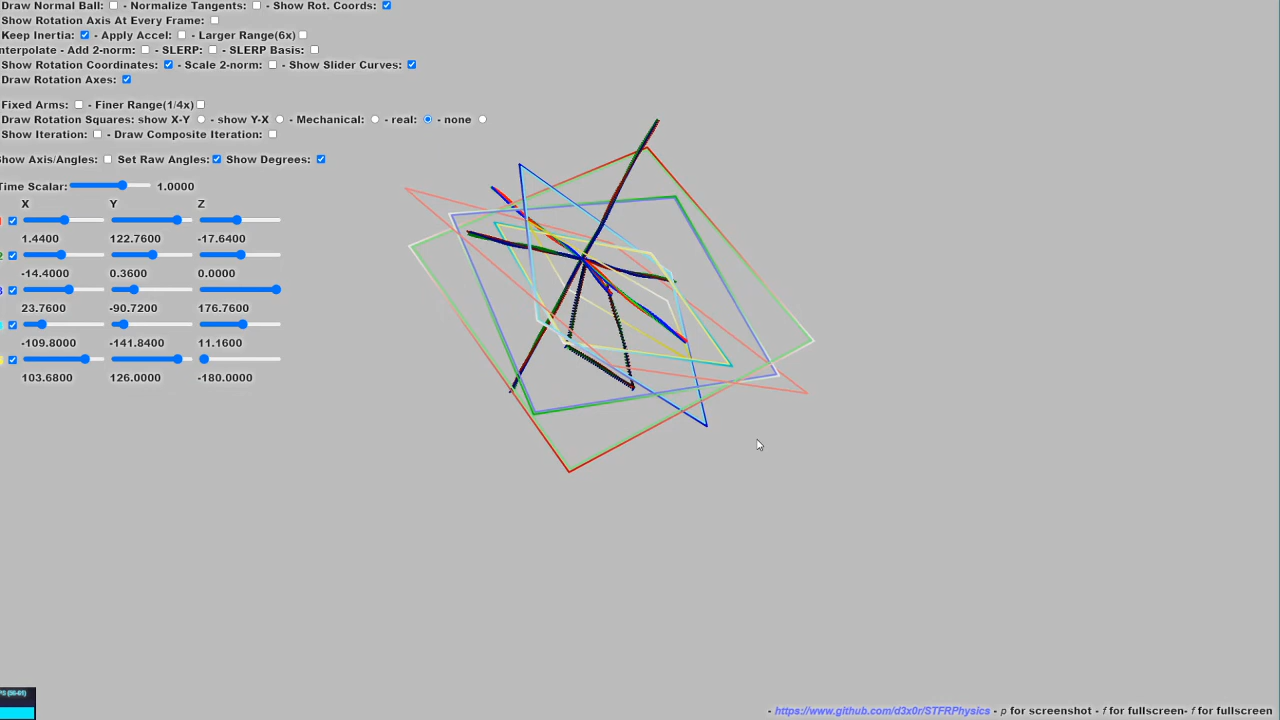 Draw Normal Ball: - Normalize Tangents: - Show Rot. Coords:
Show Rotation Axis At Every Frame:
Keep Inertia: - Apply Accel: - Larger Range(6x)
nterpolate - Add 2-norm: - SLERP: - SLERP Basis:
Show Rotation Coordinates: - Scale 2-norm: - Show Slider Curves:
Draw Rotation Axes:
Fixed Arms: - Finer Range(1/4x)
Draw Rotation Squares: show X-Y - show Y-X - Mechanical: - real: - none
Show Iteration: - Draw Composite Iteration:
Show Axis/Angles: Set Raw Angles: Show Degrees:
Time Scalar: 1.0000
X Y Z
1.4400 122.7600 -17.6400
2
-14.4000 0.3600 0.0000
23.7600 -90.7200 176.7600
-109.8000 -141.8400 11.1600
103.6800 126.0000 -180.0000
- https://www.github.com/d3x0r/STFRPhysics - p for screenshot - f for fullscreen- f for fullscreen